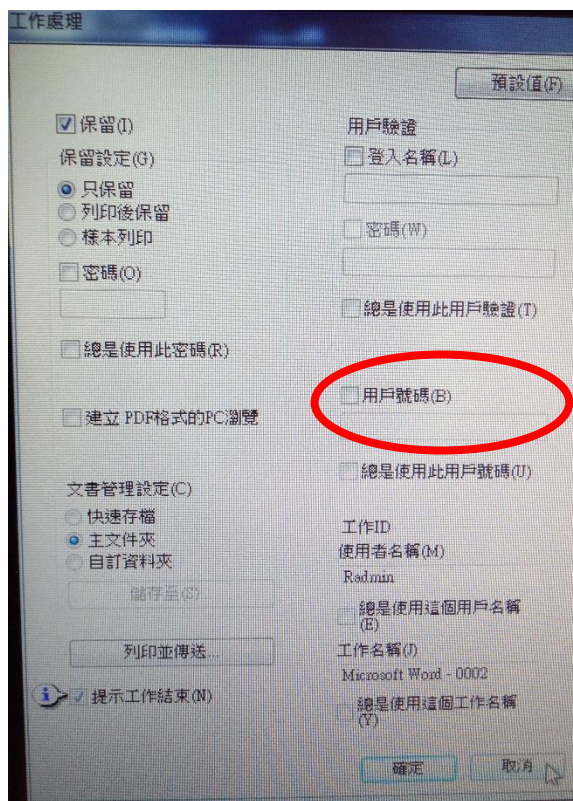 工作處理
預設值(F)
保留(I)
保留設定(G)
只保留
列印後保留
樣本列印
密碼(O)
總是使用此密碼(R)
建立 PDF格式的PC瀏覽
文書管理設定(C)
快速存檔
主文件夾
自訂資料夾
儲存至(S)...
列印並傳送...
提示工作結束(N)
用戶驗證
登入名稱(L)
密碼(W)
總是使用此用戶驗證(T)
用戶號碼(B)
總是使用此用戶號碼(U)
工作ID
使用者名稱(M)
Radmin
總是使用這個用戶名稱
(E)
工作名稱(J)
Microsoft Word - 0002
總是使用這個工作名稱
(Y)
確定
取消